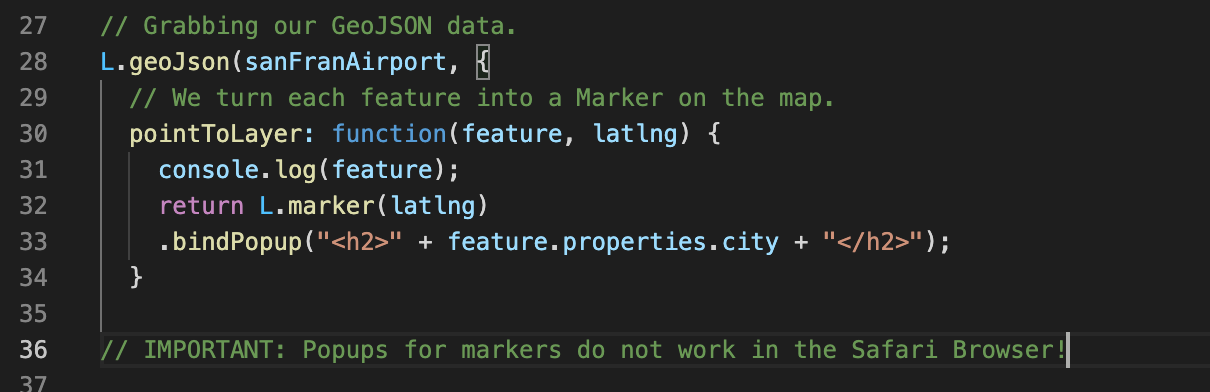 27 // Grabbing our GeoJSON data.
28 L.geoJson(sanFranAirport, {
29 // We turn each feature into a Marker on the map.
30 pointToLayer: function(feature, latlng) {
31 console.log(feature);
32 return L.marker(latlng)
33 .bindPopup("<h2>" + feature.properties.city + "</h2>");
34 }
35
36 // IMPORTANT: Popups for markers do not work in the Safari Browser!
37